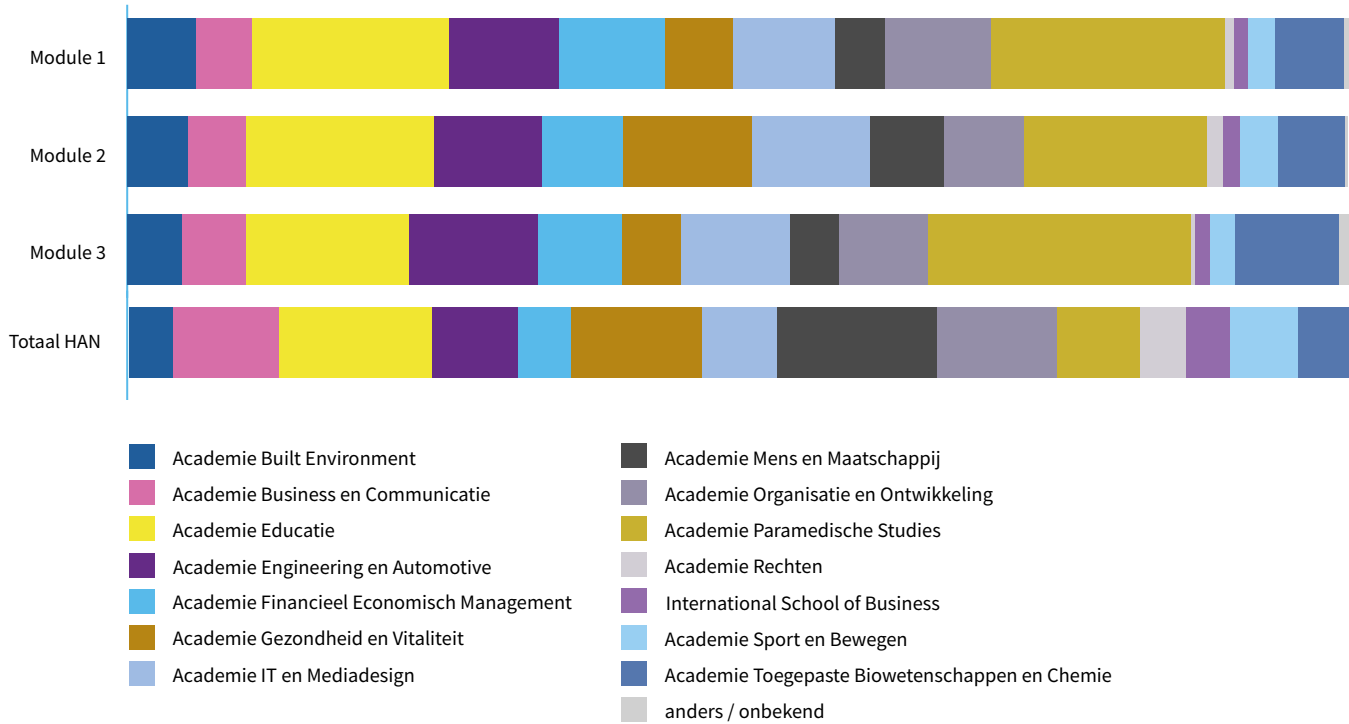 Module 1
Module 2
Module 3
Totaal HAN
Academie Built Environment
Academie Business en Communicatie
Academie Educatie
Academie Engineering en Automotive
Academie Financieel Economisch Management
Academie Gezondheid en Vitaliteit
Academie IT en Mediadesign
Academie Mens en Maatschappij
Academie Organisatie en Ontwikkeling
Academie Paramedische Studies
Academie Rechten
International School of Business
Academie Sport en Bewegen
Academie Toegepaste Biowetenschappen en Chemie
anders / onbekend